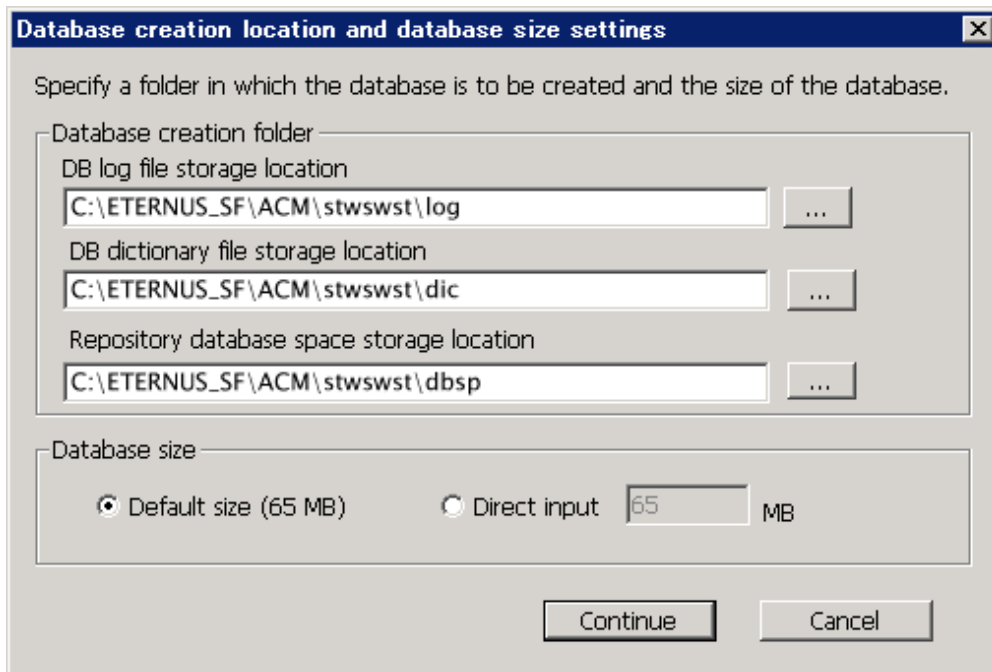 Database creation location and database size settings
Specify a folder in which the database is to be created and the size of the database.
Database creation folder
DB log file storage location
C:\ETERNUS_SF\ACM\stwswst\log
...
DB dictionary file storage location
C:\ETERNUS_SF\ACM\stwswst\dic
...
Repository database space storage location
C:\ETERNUS_SF\ACM\stwswst\dbsp
...
Database size
Default size (65 MB) Direct input 65 MB
Continue Cancel